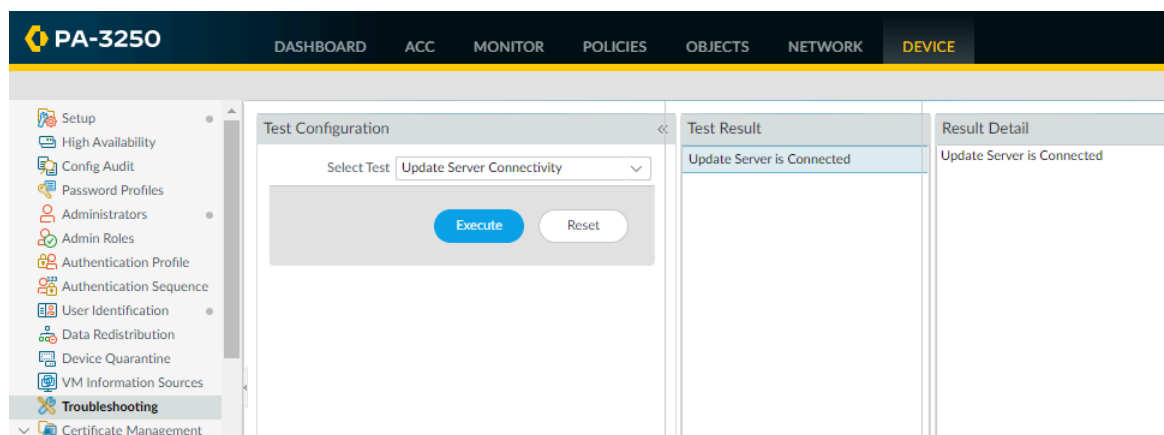 PA-3250
DASHBOARD ACC MONITOR POLICIES OBJECTS NETWORK DEVICE
Setup
High Availability
Config Audit
Password Profiles
Administrators
Admin Roles
Authentication Profile
Authentication Sequence
User Identification
Data Redistribution
Device Quarantine
VM Information Sources
Troubleshooting
Certificate Management
Test Configuration
Select Test Update Server Connectivity
Execute Reset
Test Result
Update Server is Connected
Result Detail
Update Server is Connected